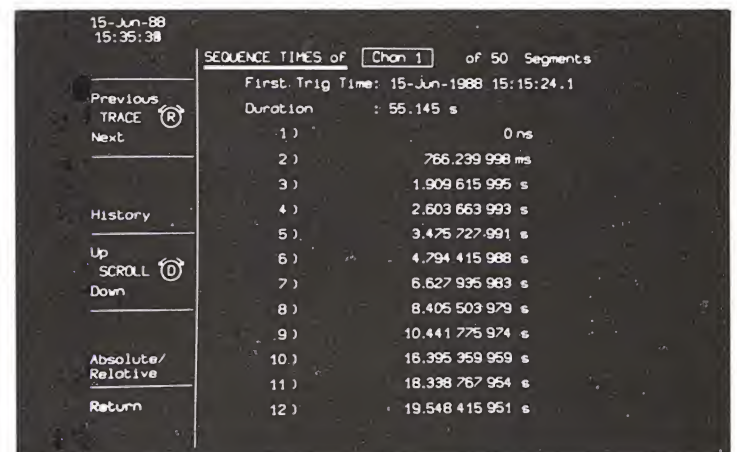 15-Jun-88
15:35:38
SEQUENCE TIMES of Chan 1 of 50 Segments
First Trig Time: 15-Jun-1988 15:15:24.1
Duration : 55.145 s
Previous
TRACE R
Next
History
Up
SCROLL D
Down
Absolute/
Relative
Return
1) 0 ns
2) 766.239 998 ms
3) 1.909 615 995 s
4) 2.603 663 993 s
5) 3.475 727 991 s
6) 4.794 415 988 s
7) 6.627 935 983 s
8) 8.405 503 979 s
9) 10.441 775 974 s
10) 16.395 359 959 s
11) 18.338 767 954 s
12) 19.548 415 951 s